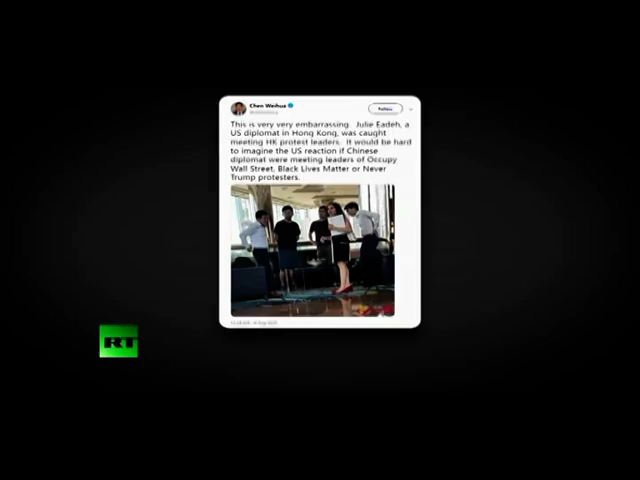 Chen Weihua
Follow
This is very very embarrassing. Julie Eadeh, a
US diplomat in Hong Kong, was caught
meeting HK protest leaders. It would be hard
to imagine the US reaction if Chinese
diplomat were meeting leaders of Occupy
Wall Street, Black Lives Matter or Never
Trump protesters.
RT